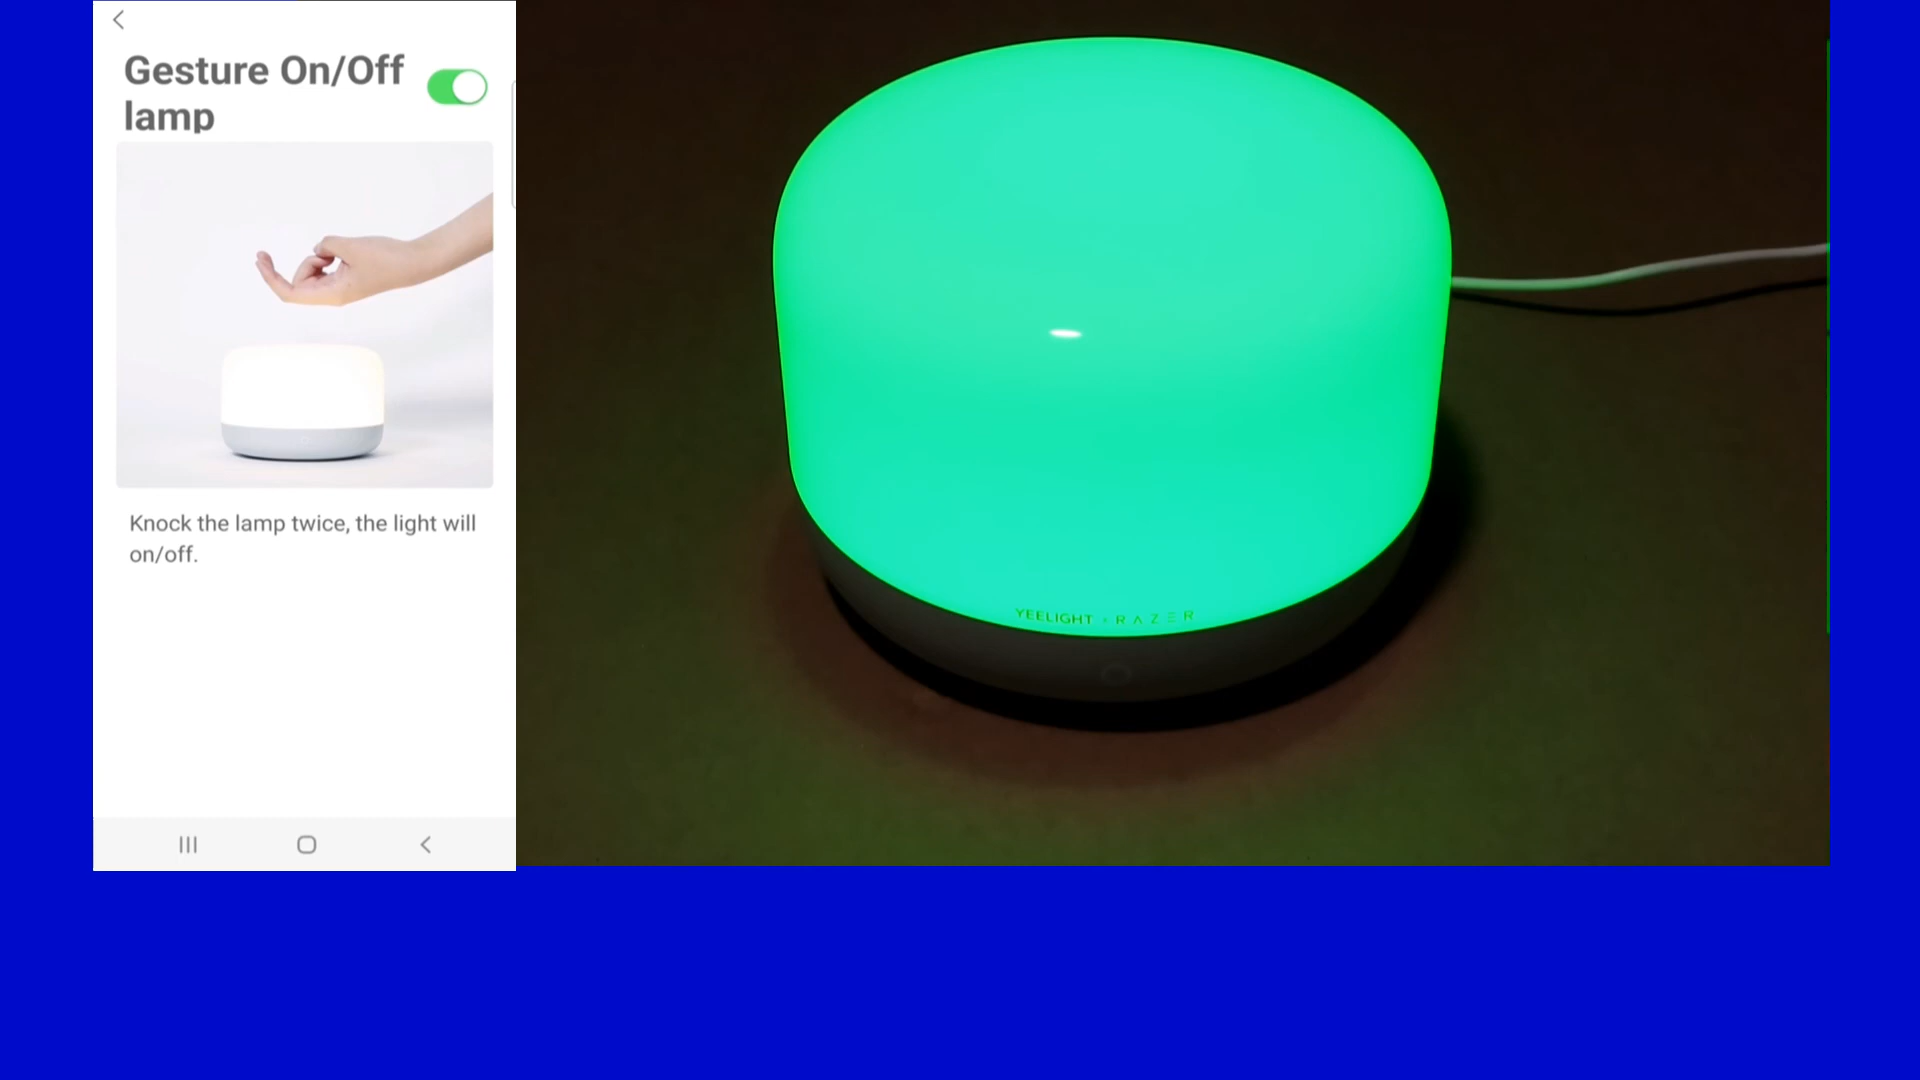 Gesture On/Off
lamp
Knock the lamp twice, the light will
on/off.
YEELIGHT × RAZER